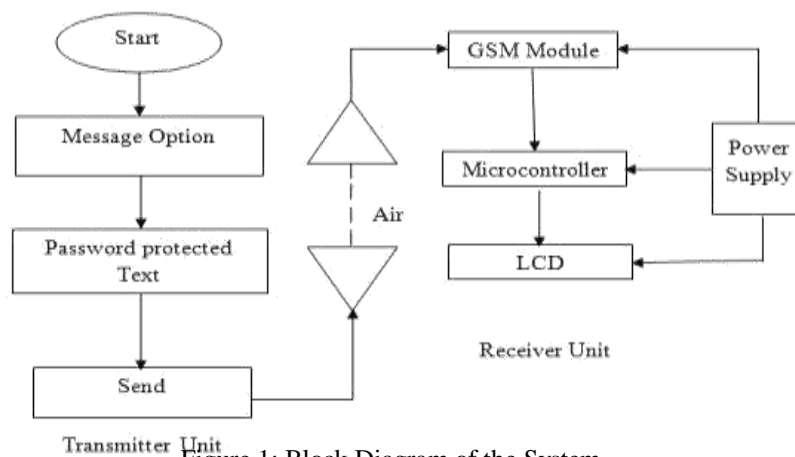 Start
Message Option
Password protected
Text
Send
Transmitter Unit
Air
GSM Module
Microcontroller
LCD
Power
Supply
Receiver Unit
Figure 1: Block Diagram of the System